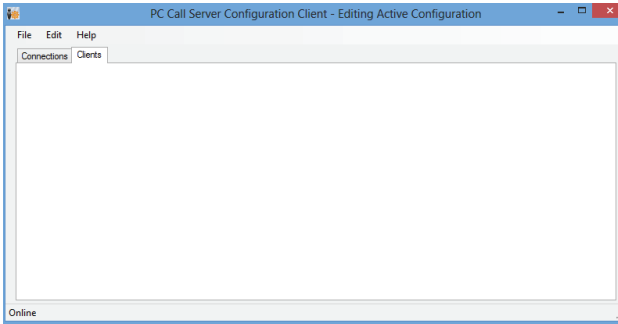 PC Call Server Configuration Client - Editing Active Configuration
File Edit Help
Connections Clients
Online